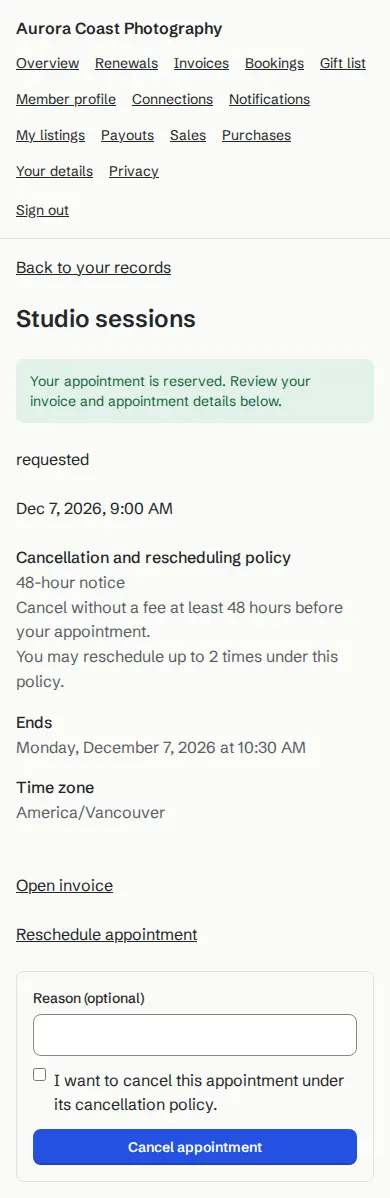 Aurora Coast Photography
Overview Renewals Invoices Bookings Gift list
Member profile Connections Notifications
My listings Payouts Sales Purchases
Your details Privacy
Sign out
Back to your records
Studio sessions
Your appointment is reserved. Review your
invoice and appointment details below.
requested
Dec 7, 2026, 9:00 AM
Cancellation and rescheduling policy
48-hour notice
Cancel without a fee at least 48 hours before
your appointment.
You may reschedule up to 2 times under this
policy.
Ends
Monday, December 7, 2026 at 10:30 AM
Time zone
America/Vancouver
Open invoice
Reschedule appointment
Reason (optional)
I want to cancel this appointment under
its cancellation policy.
Cancel appointment